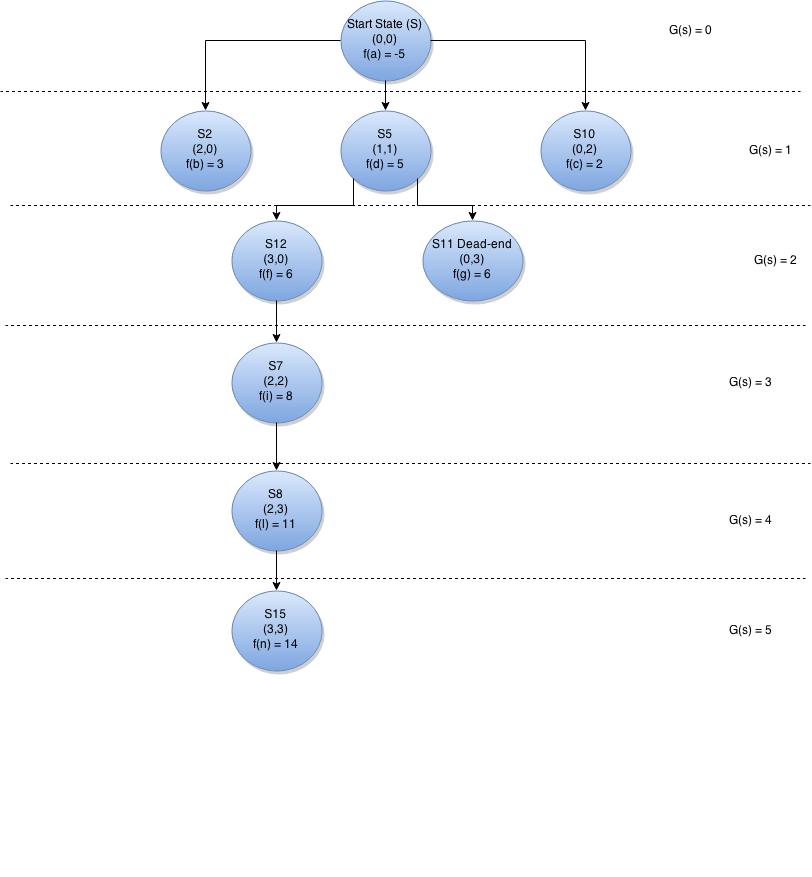 Start State (S)
(0,0)
f(a) = -5
G(s) = 0
S2
(2,0)
f(b) = 3
S5
(1,1)
f(d) = 5
S10
(0,2)
f(c) = 2
G(s) = 1
S12
(3,0)
f(f) = 6
S11 Dead-end
(0,3)
f(g) = 6
G(s) = 2
S7
(2,2)
f(i) = 8
G(s) = 3
S8
(2,3)
f(l) = 11
G(s) = 4
S15
(3,3)
f(n) = 14
G(s) = 5